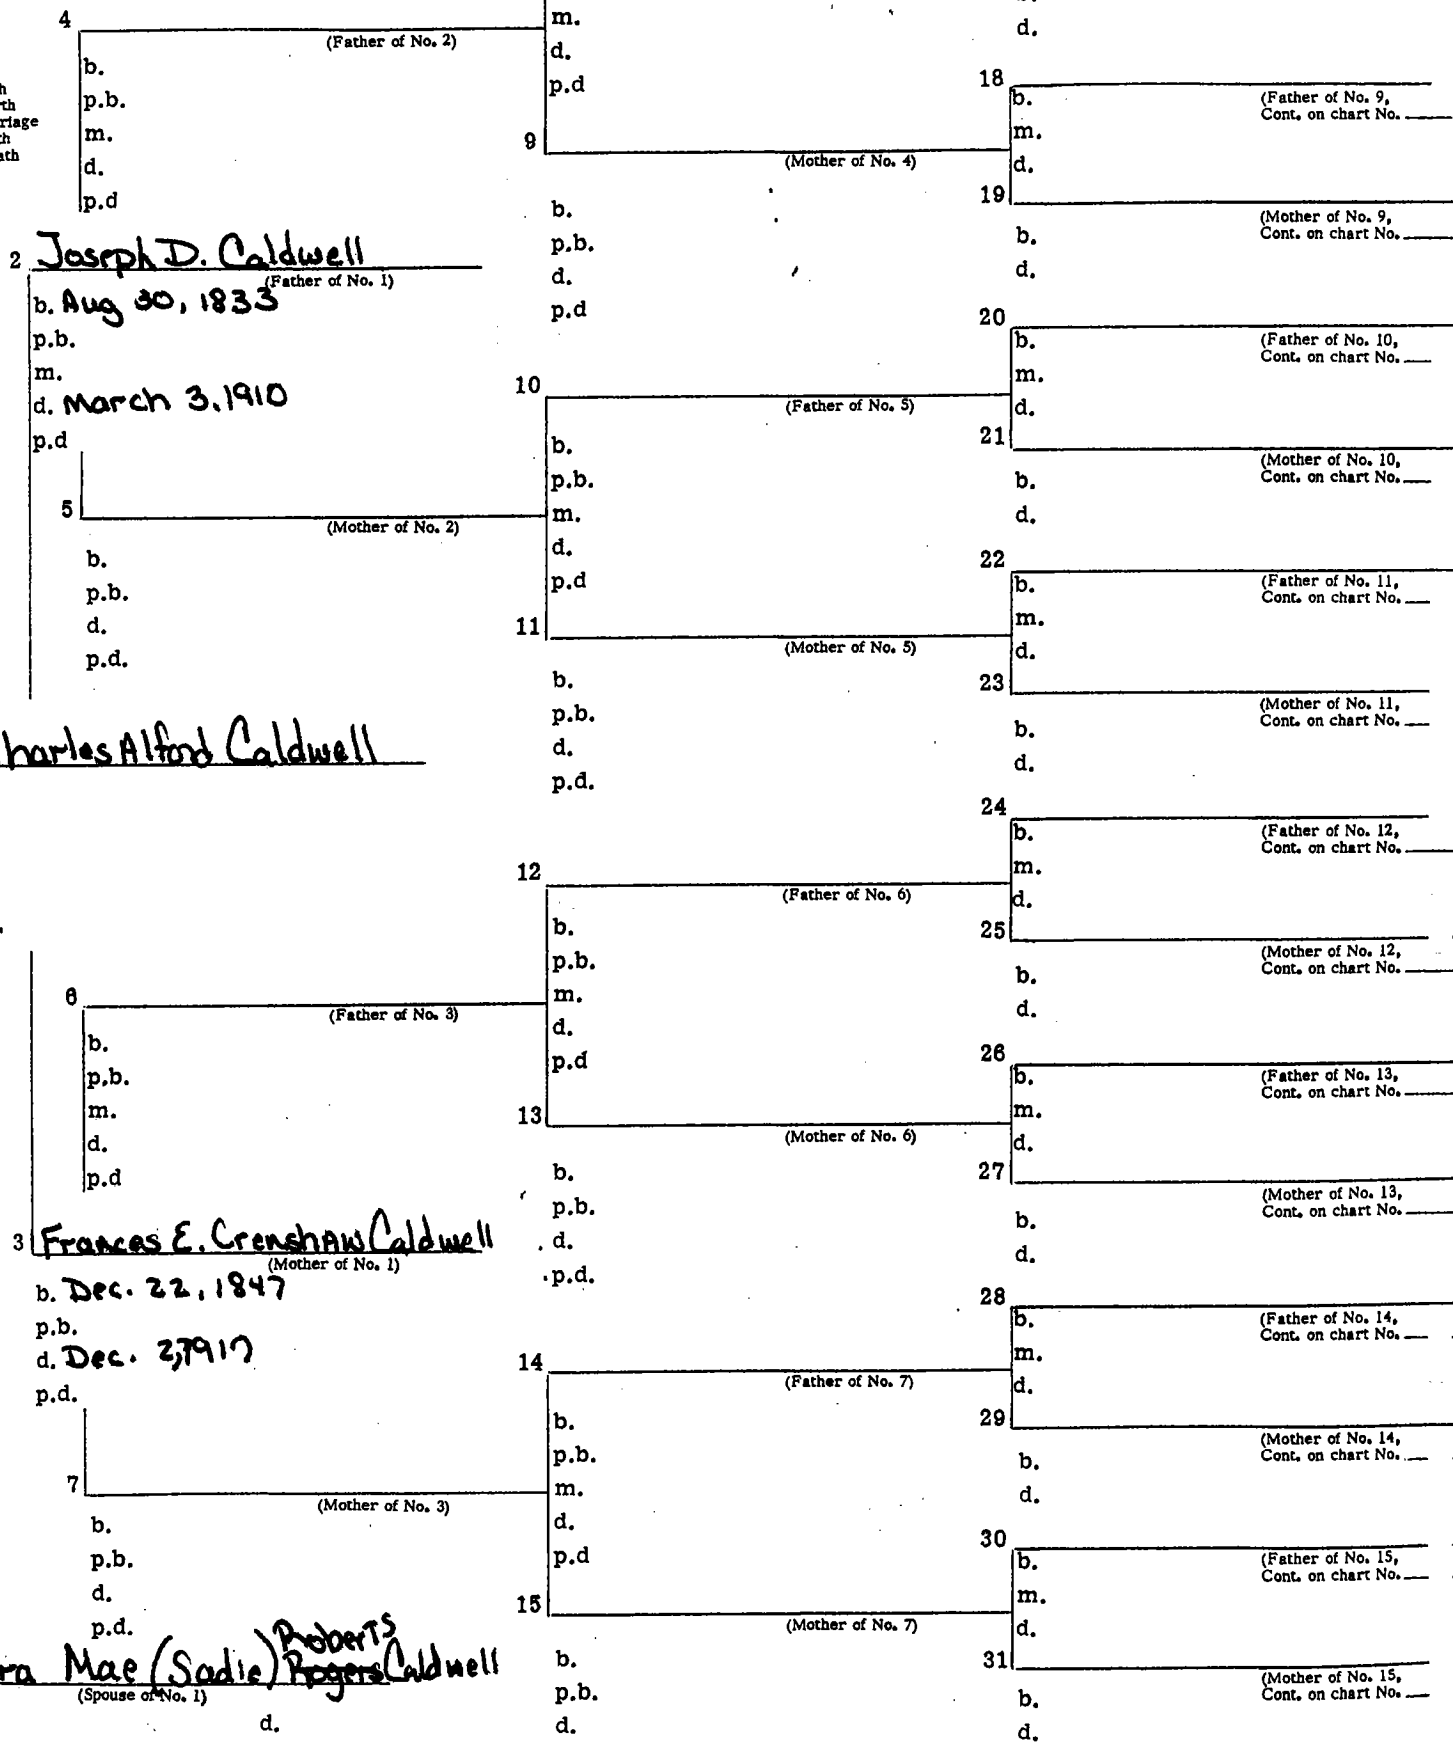 4
(Father of No. 2)
b.
p.b.
m.
d.
p.d
2 Joseph D. Caldwell
(Father of No. 1)
b. Aug 30, 1833
p.b.
m.
d. March 3, 1910
p.d
5
(Mother of No. 2)
b.
p.b.
d.
p.d.
harles Alford Caldwell
6
(Father of No. 3)
b.
p.b.
m.
d.
p.d
3 Frances E. Crenshaw Caldwell
(Mother of No. 1)
b. Dec. 22, 1847
p.b.
d. Dec. 2, 1917
p.d.
7
(Mother of No. 3)
b.
p.b.
d.
p.d.
Roberts
ra Mae (Sadie) Rogers Caldwell
(Spouse of No. 1)
d.
m.
d.
p.d
9
(Mother of No. 4)
b.
p.b.
d.
p.d
10
(Father of No. 5)
b.
p.b.
m.
d.
p.d
11
(Mother of No. 5)
b.
p.b.
d.
p.d.
12
(Father of No. 6)
b.
p.b.
m.
d.
p.d
13
(Mother of No. 6)
b.
p.b.
d.
p.d.
14
(Father of No. 7)
b.
p.b.
m.
d.
p.d
15
(Mother of No. 7)
b.
p.b.
d.
d.
18
b. (Father of No. 9,
Cont. on chart No.
m.
d.
19
(Mother of No. 9,
b. Cont. on chart No.
d.
20
b. (Father of No. 10,
Cont. on chart No.
m.
d.
21
(Mother of No. 10,
b. Cont. on chart No.
d.
22
b. (Father of No. 11,
Cont. on chart No.
m.
d.
23
(Mother of No. 11,
b. Cont. on chart No.
d.
24
b. (Father of No. 12,
Cont. on chart No.
m.
d.
25
(Mother of No. 12,
b. Cont. on chart No.
d.
26
b. (Father of No. 13,
Cont. on chart No.
m.
d.
27
(Mother of No. 13,
b. Cont. on chart No.
d.
28
b. (Father of No. 14,
Cont. on chart No.
m.
d.
29
(Mother of No. 14,
b. Cont. on chart No.
d.
30
b. (Father of No. 15,
Cont. on chart No.
m.
d.
31
(Mother of No. 15,
b. Cont. on chart No.
d.